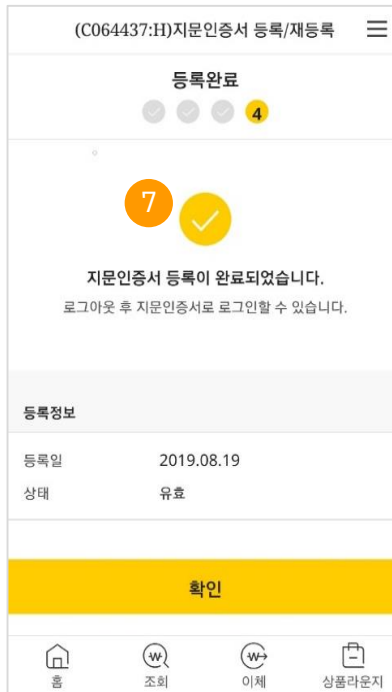 (C064437:H)지문인증서 등록/재등록
등록완료
4
7
지문인증서 등록이 완료되었습니다.
로그아웃 후 지문인증서로 로그인할 수 있습니다.
등록정보
등록일 2019.08.19
상태 유효
확인
홈 조회 이체 상품라운지